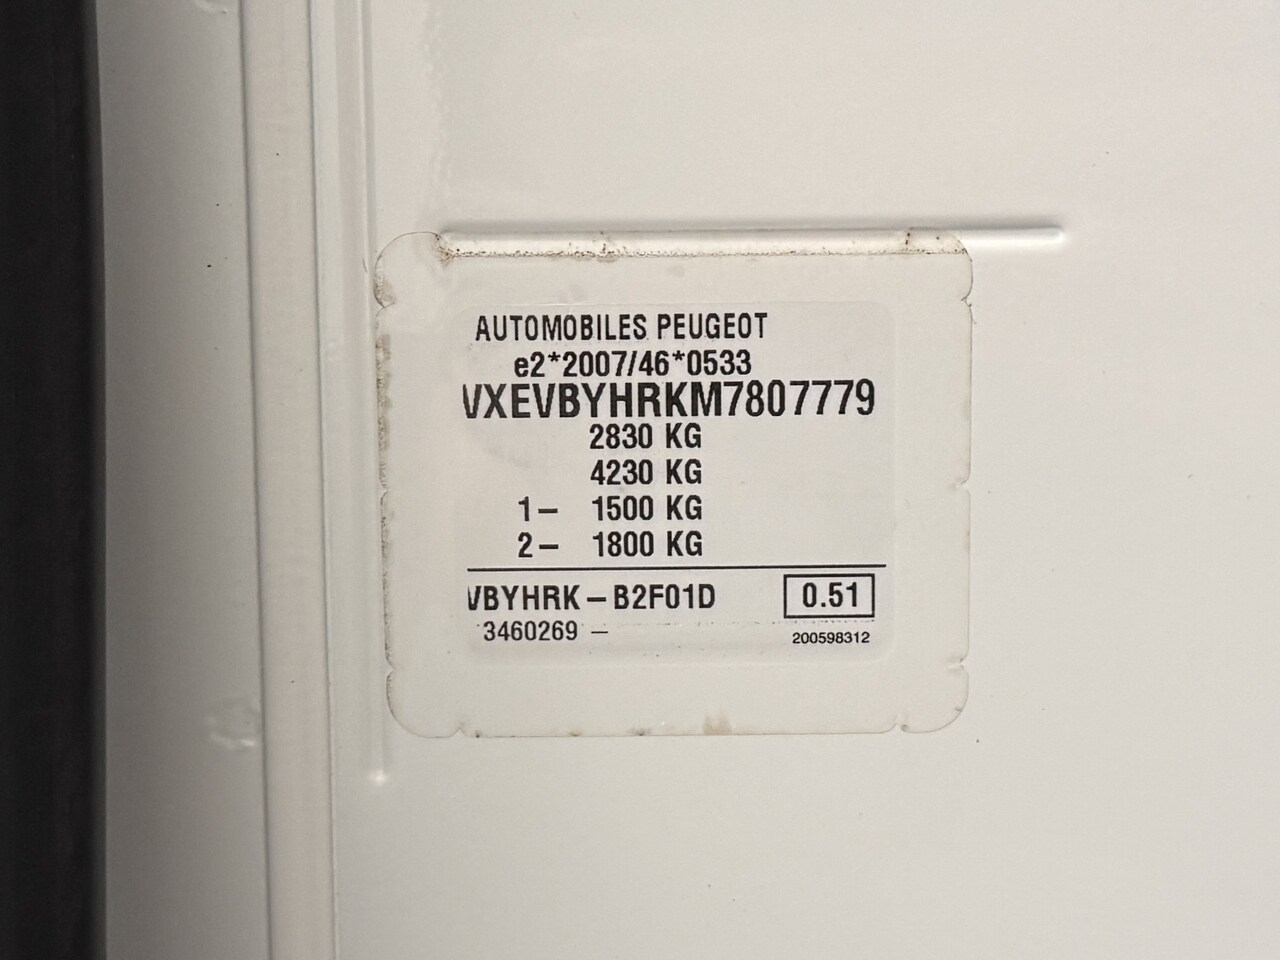 AUTOMOBILES PEUGEOT
e2*2007/46*0533
VXEVBYHRKM7807779
2830 KG
4230 KG
1– 1500 KG
2– 1800 KG
VBYHRK – B2F01D 0.51
3460269 – 200598312